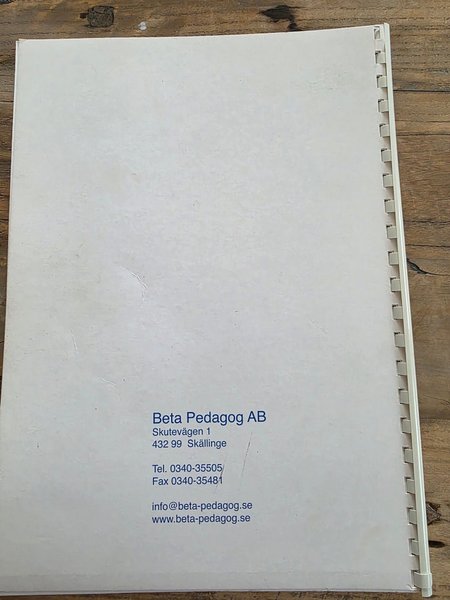 Beta Pedagog AB
Skutevägen 1
432 99 Skällinge
Tel. 0340-35505
Fax 0340-35481
info@beta-pedagog.se
www.beta-pedagog.se